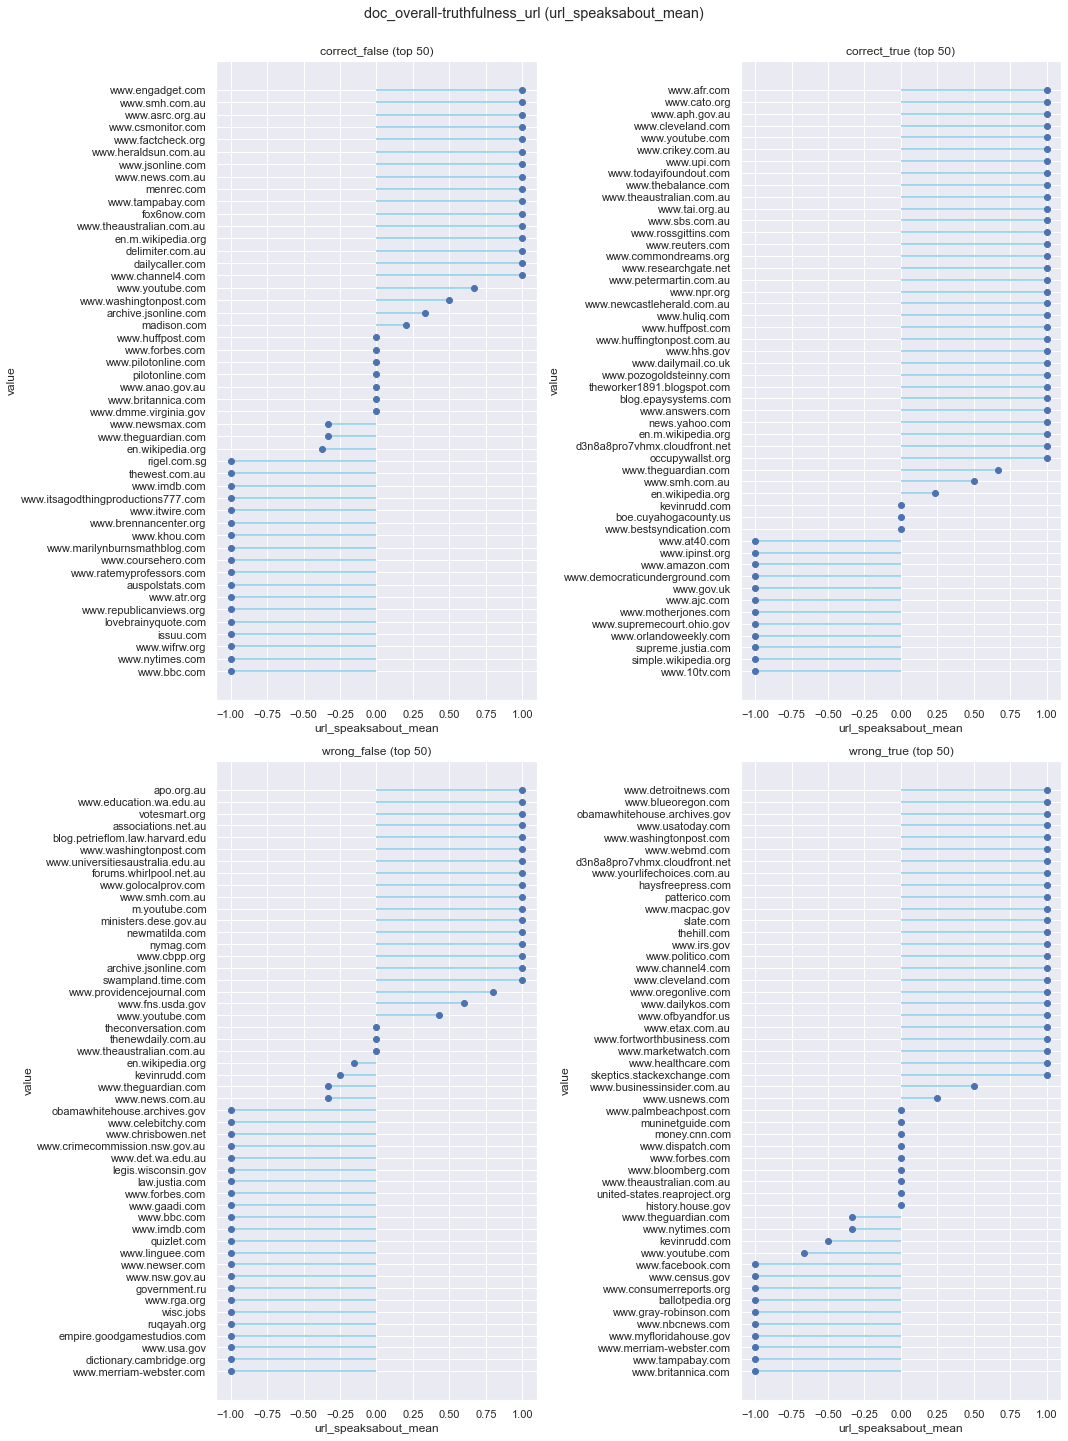 doc_overall-truthfulness_url (url_speaksabout_mean)
correct_false (top 50)
value
www.engadget.com
www.smh.com.au
www.asrc.org.au
www.csmonitor.com
www.factcheck.org
www.heraldsun.com.au
www.jsonline.com
www.news.com.au
menrec.com
www.tampabay.com
fox6now.com
www.theaustralian.com.au
en.m.wikipedia.org
delimiter.com.au
dailycaller.com
www.channel4.com
www.youtube.com
www.washingtonpost.com
archive.jsonline.com
madison.com
www.huffpost.com
www.forbes.com
www.pilotonline.com
pilotonline.com
www.anao.gov.au
www.britannica.com
www.dmme.virginia.gov
www.newsmax.com
www.theguardian.com
en.wikipedia.org
rigel.com.sg
thewest.com.au
www.imdb.com
www.itsagodthingproductions777.com
www.itwire.com
www.brennancenter.org
www.khou.com
www.marilynburnsmathblog.com
www.coursehero.com
www.ratemyprofessors.com
auspolstats.com
www.atr.org
www.republicanviews.org
lovebrainyquote.com
issuu.com
www.wifrw.org
www.nytimes.com
www.bbc.com
−1.00 −0.75 −0.50 −0.25 0.00 0.25 0.50 0.75 1.00
url_speaksabout_mean
correct_true (top 50)
value
www.afr.com
www.cato.org
www.aph.gov.au
www.cleveland.com
www.youtube.com
www.crikey.com.au
www.upi.com
www.todayifoundout.com
www.thebalance.com
www.theaustralian.com.au
www.tai.org.au
www.sbs.com.au
www.rossgittins.com
www.reuters.com
www.commondreams.org
www.researchgate.net
www.petermartin.com.au
www.npr.org
www.newcastleherald.com.au
www.huliq.com
www.huffpost.com
www.huffingtonpost.com.au
www.hhs.gov
www.dailymail.co.uk
www.pozogoldsteinny.com
theworker1891.blogspot.com
blog.epaysystems.com
www.answers.com
news.yahoo.com
en.m.wikipedia.org
d3n8a8pro7vhmx.cloudfront.net
occupywallst.org
www.theguardian.com
www.smh.com.au
en.wikipedia.org
kevinrudd.com
boe.cuyahogacounty.us
www.bestsyndication.com
www.at40.com
www.ipinst.org
www.amazon.com
www.democraticunderground.com
www.gov.uk
www.ajc.com
www.motherjones.com
www.supremecourt.ohio.gov
www.orlandoweekly.com
supreme.justia.com
simple.wikipedia.org
www.10tv.com
−1.00 −0.75 −0.50 −0.25 0.00 0.25 0.50 0.75 1.00
url_speaksabout_mean
wrong_false (top 50)
value
apo.org.au
www.education.wa.edu.au
votesmart.org
associations.net.au
blog.petrieflom.law.harvard.edu
www.washingtonpost.com
www.universitiesaustralia.edu.au
forums.whirlpool.net.au
www.golocalprov.com
www.smh.com.au
m.youtube.com
ministers.dese.gov.au
newmatilda.com
nymag.com
www.cbpp.org
archive.jsonline.com
swampland.time.com
www.providencejournal.com
www.fns.usda.gov
www.youtube.com
theconversation.com
thenewdaily.com.au
www.theaustralian.com.au
en.wikipedia.org
kevinrudd.com
www.theguardian.com
www.news.com.au
obamawhitehouse.archives.gov
www.celebitchy.com
www.chrisbowen.net
www.crimecommission.nsw.gov.au
www.det.wa.edu.au
legis.wisconsin.gov
law.justia.com
www.forbes.com
www.gaadi.com
www.bbc.com
www.imdb.com
quizlet.com
www.linguee.com
www.newser.com
www.nsw.gov.au
government.ru
www.rga.org
wisc.jobs
ruqayah.org
empire.goodgamestudios.com
www.usa.gov
dictionary.cambridge.org
www.merriam-webster.com
−1.00 −0.75 −0.50 −0.25 0.00 0.25 0.50 0.75 1.00
url_speaksabout_mean
wrong_true (top 50)
value
www.detroitnews.com
www.blueoregon.com
obamawhitehouse.archives.gov
www.usatoday.com
www.washingtonpost.com
www.webmd.com
d3n8a8pro7vhmx.cloudfront.net
www.yourlifechoices.com.au
haysfreepress.com
patterico.com
www.macpac.gov
slate.com
thehill.com
www.irs.gov
www.politico.com
www.channel4.com
www.cleveland.com
www.oregonlive.com
www.dailykos.com
www.ofbyandfor.us
www.etax.com.au
www.fortworthbusiness.com
www.marketwatch.com
www.healthcare.com
skeptics.stackexchange.com
www.businessinsider.com.au
www.usnews.com
www.palmbeachpost.com
muninetguide.com
money.cnn.com
www.dispatch.com
www.forbes.com
www.bloomberg.com
www.theaustralian.com.au
united-states.reaproject.org
history.house.gov
www.theguardian.com
www.nytimes.com
kevinrudd.com
www.youtube.com
www.facebook.com
www.census.gov
www.consumerreports.org
ballotpedia.org
www.gray-robinson.com
www.nbcnews.com
www.myfloridahouse.gov
www.merriam-webster.com
www.tampabay.com
www.britannica.com
−1.00 −0.75 −0.50 −0.25 0.00 0.25 0.50 0.75 1.00
url_speaksabout_mean